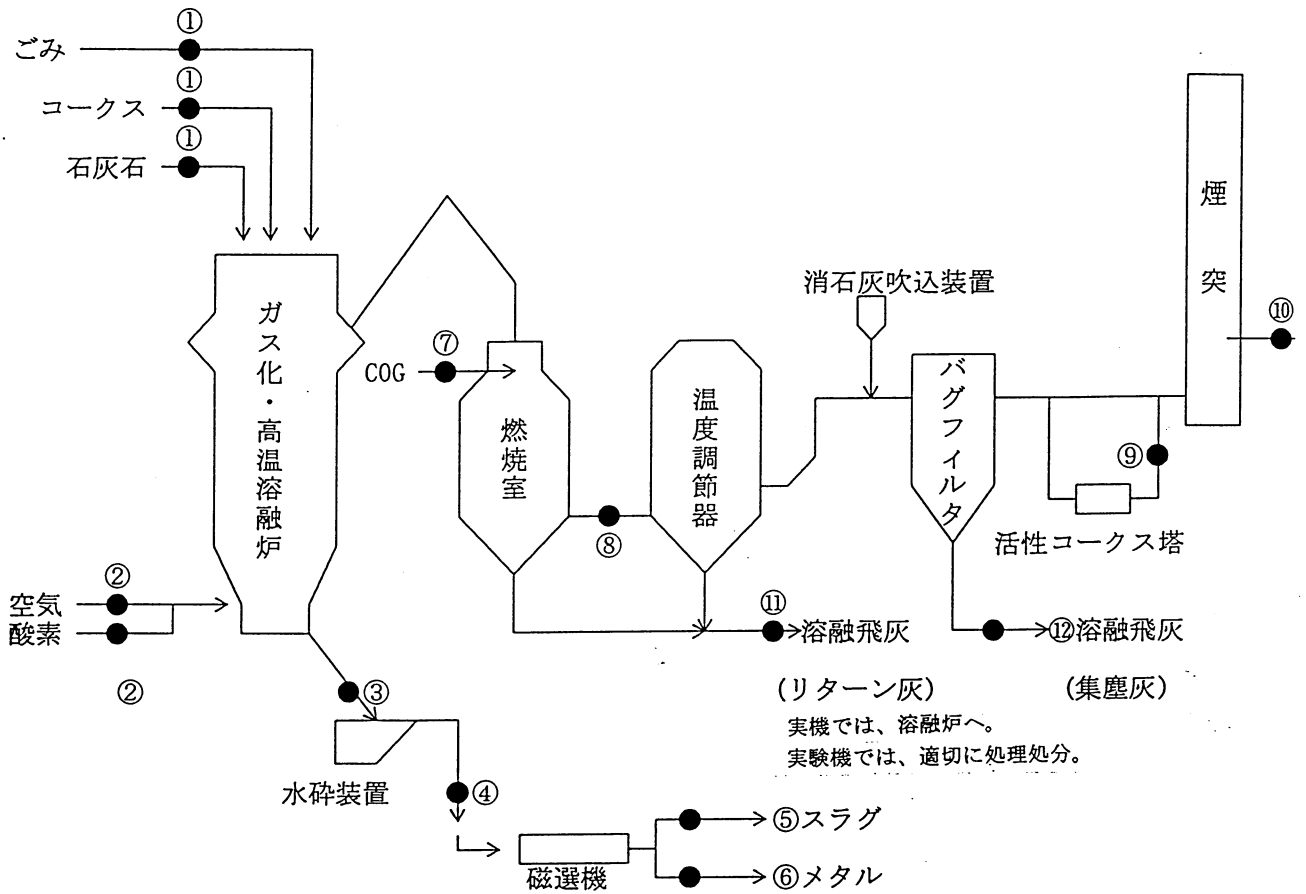 ①
ごみ
①
コークス
①
石灰石
ガス化・高温溶融炉
②
空気
酸素
②
③
水砕装置
④
磁選機
⑤スラグ
⑥メタル
⑦
COG
燃焼室
⑧
温度調節器
消石灰吹込装置
バグフィルタ
⑨
活性コークス塔
煙突
⑩
⑪
溶融飛灰
(リターン灰)
実機では、溶融炉へ。
実験機では、適切に処理処分。
⑫溶融飛灰
(集塵灰)